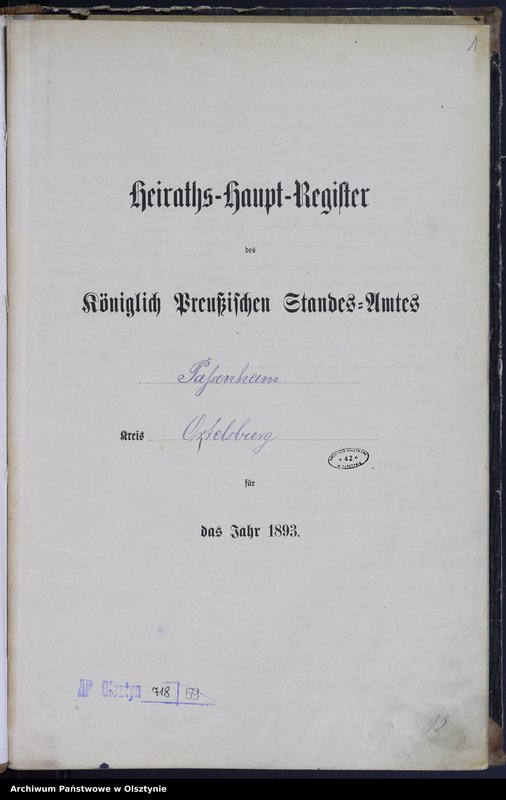 1
Heiraths-Haupt-Register
des
Königlich Preußischen Standes-Amtes
Paßenheim
Kreis Ortelsburg
42
für
das Jahr 1893.
AP Olsztyn 718 59
Archiwum Państwowe w Olsztynie